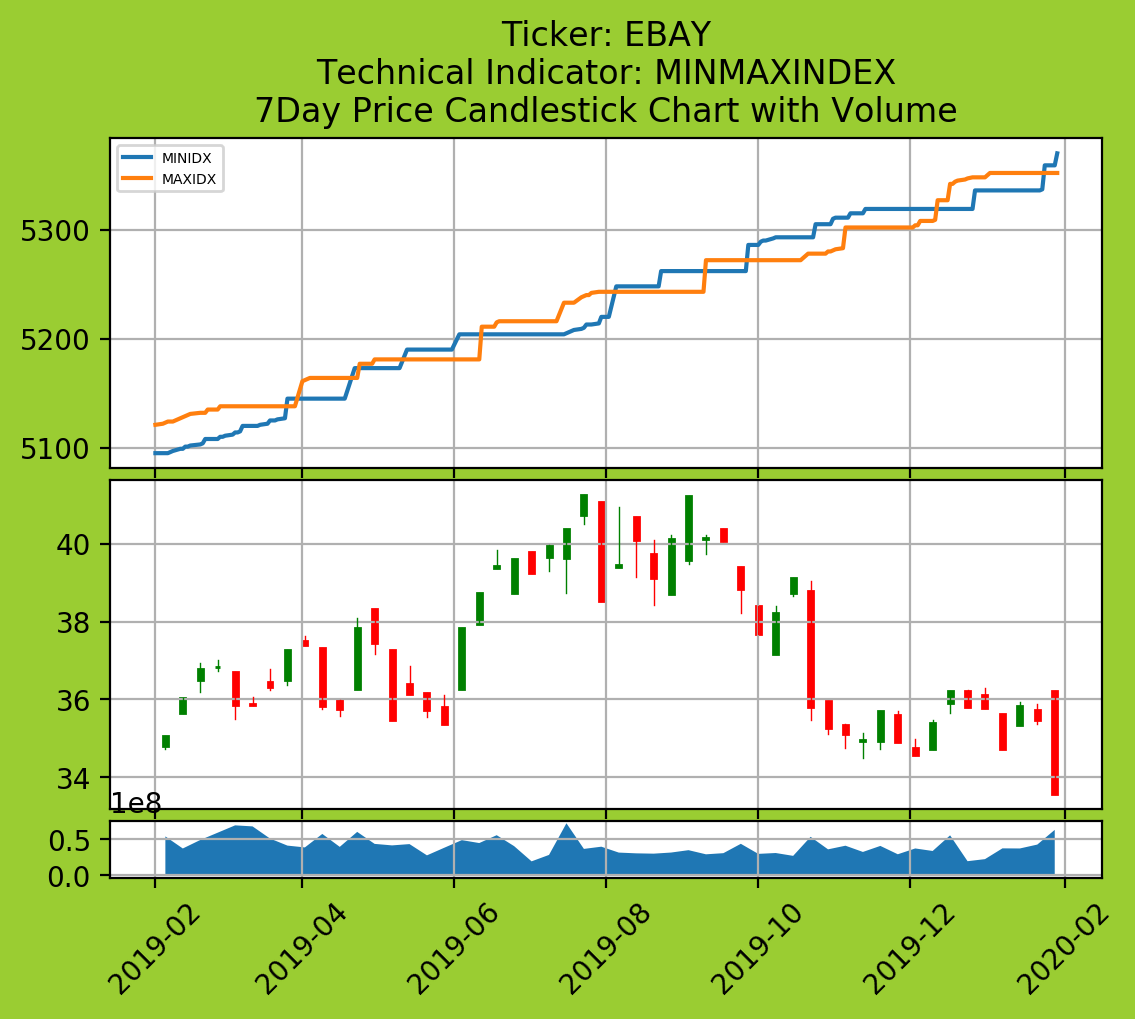 Ticker: EBAY
Technical Indicator: MINMAXINDEX
7Day Price Candlestick Chart with Volume
MINIDX
MAXIDX
5300
5200
5100
40
38
36
34
1e8
0.5
0.0
2019-02
2019-04
2019-06
2019-08
2019-10
2019-12
2020-02